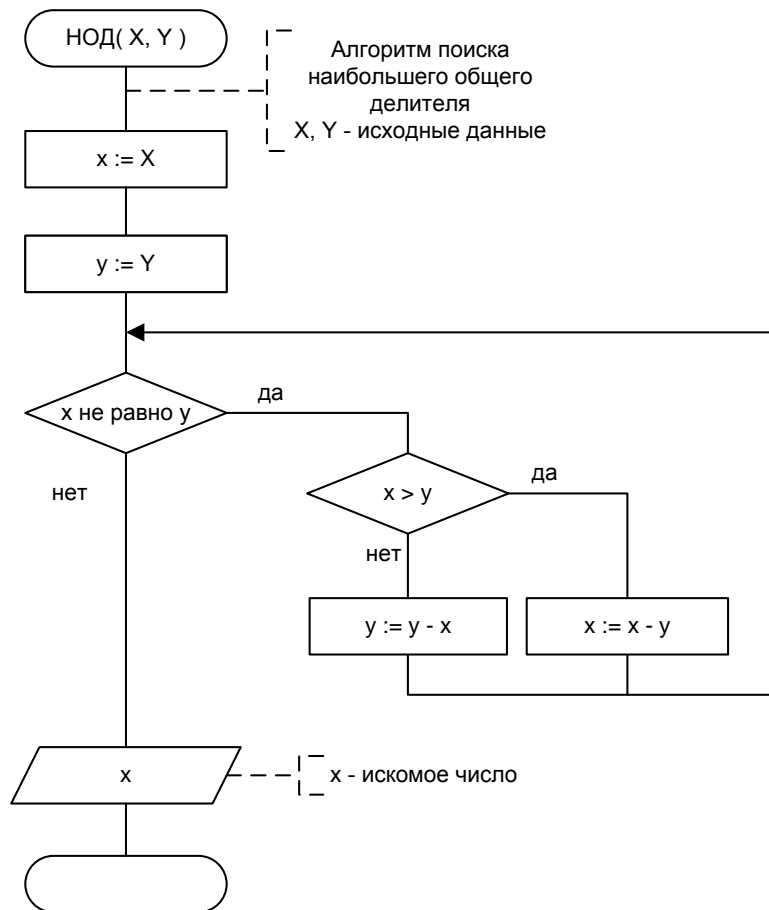 НОД( X, Y )
Алгоритм поиска
наибольшего общего
делителя
X, Y - исходные данные
x := X
y := Y
x не равно y
да
нет
x > y
да
нет
y := y - x
x := x - y
x
x - искомое число